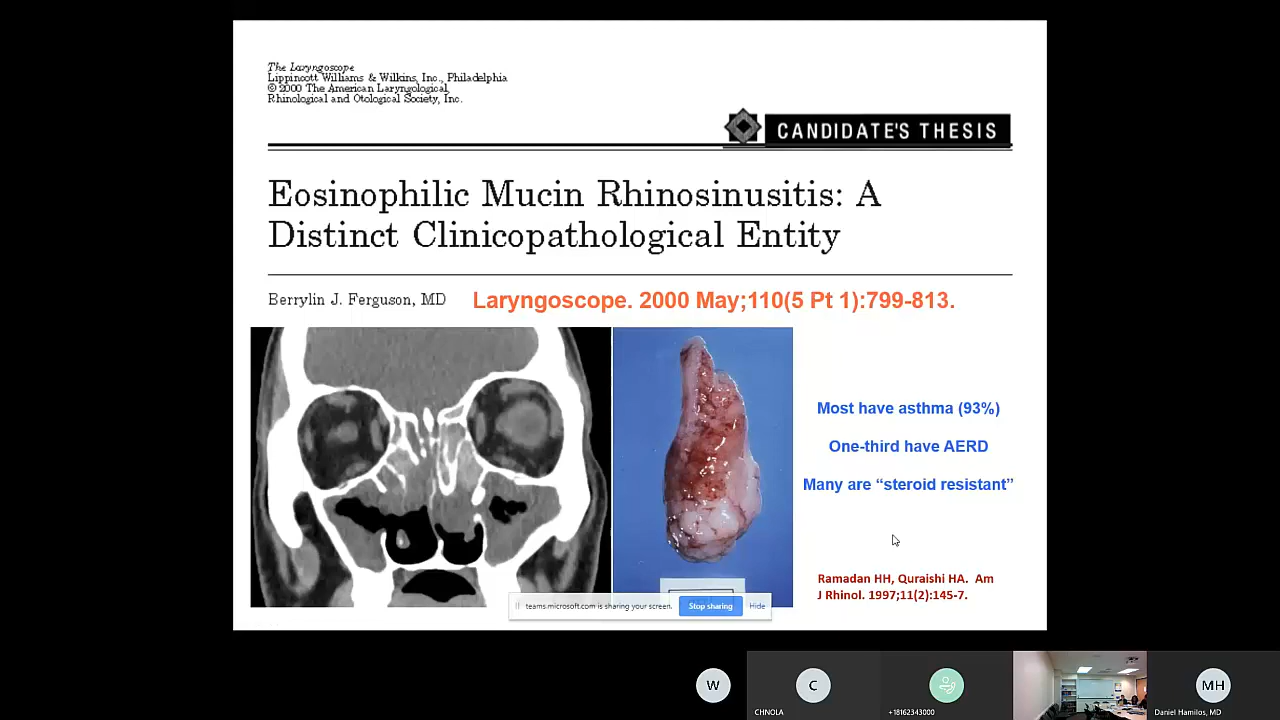 The Laryngoscope
Lippincott Williams & Wilkins, Inc., Philadelphia
© 2000 The American Laryngological,
Rhinological and Otological Society, Inc.
CANDIDATE'S THESIS
Eosinophilic Mucin Rhinosinusitis: A
Distinct Clinicopathological Entity
Berrylin J. Ferguson, MD
Laryngoscope. 2000 May;110(5 Pt 1):799-813.
Most have asthma (93%)
One-third have AERD
Many are “steroid resistant”
Ramadan HH, Quraishi HA. Am
J Rhinol. 1997;11(2):145-7.
teams.microsoft.com is sharing your screen.
Stop sharing
Hide
W
C
MH
CHNOLA
+18162343000
Daniel Hamilos, MD